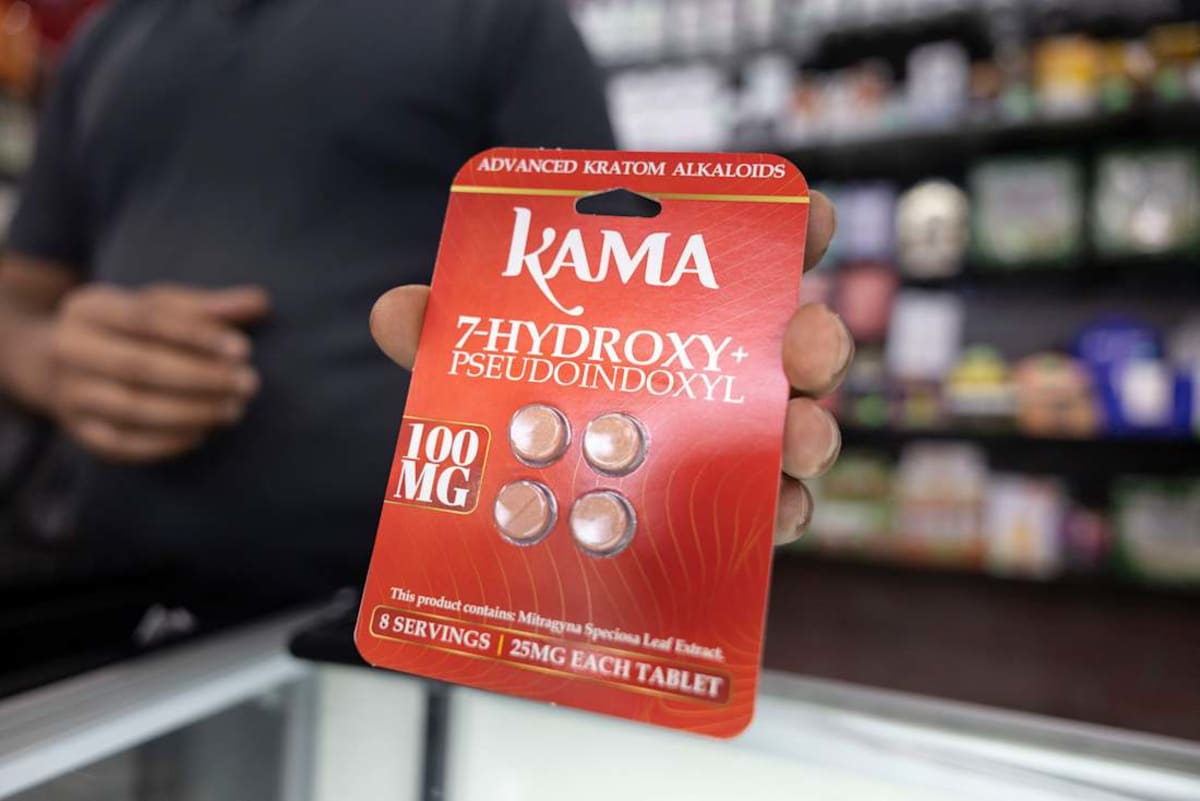 ADVANCED KRATOM ALKALOIDS
KAMA
7-HYDROXY+
PSEUDOINDOXYL
100
MG
This product contains: Mitragyna Speciosa Leaf Extract.
8 SERVINGS | 25MG EACH TABLET